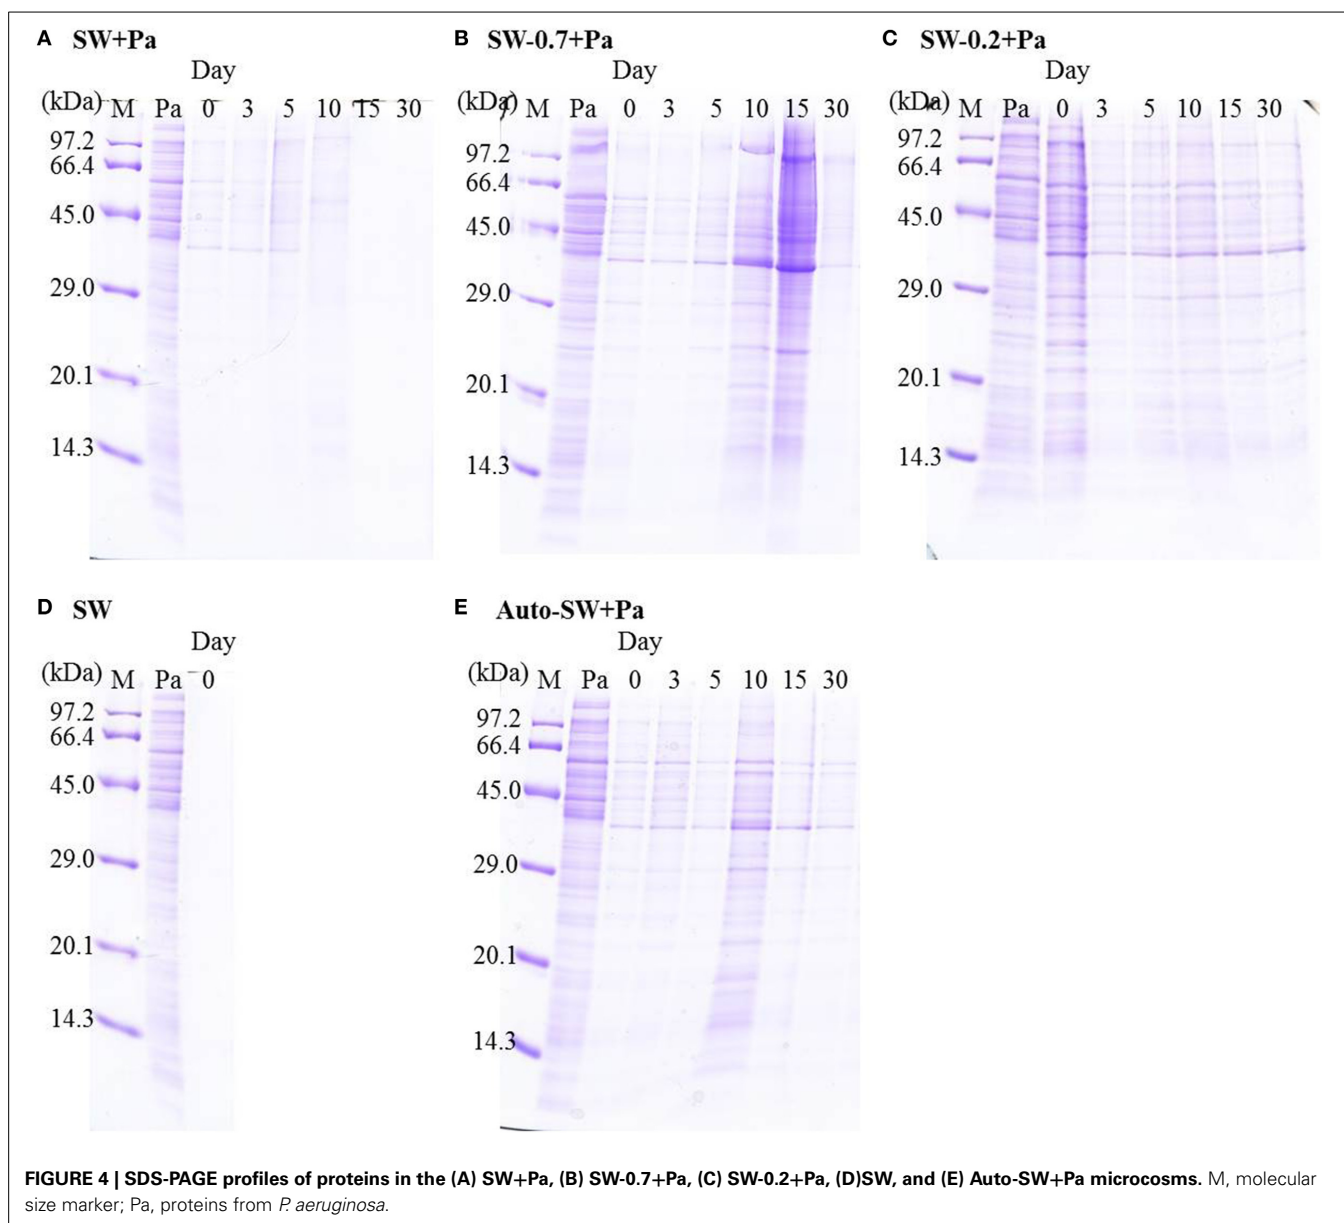 A SW+Pa
Day
(kDa) M Pa 0 3 5 10 15 30
97.2
66.4
45.0
29.0
20.1
14.3
B SW-0.7+Pa
Day
(kDa) M Pa 0 3 5 10 15 30
97.2
66.4
45.0
29.0
20.1
14.3
C SW-0.2+Pa
Day
(kDa) M Pa 0 3 5 10 15 30
97.2
66.4
45.0
29.0
20.1
14.3
D SW
Day
(kDa) M Pa 0
97.2
66.4
45.0
29.0
20.1
14.3
E Auto-SW+Pa
Day
(kDa) M Pa 0 3 5 10 15 30
97.2
66.4
45.0
29.0
20.1
14.3
FIGURE 4 | SDS-PAGE profiles of proteins in the (A) SW+Pa, (B) SW-0.7+Pa, (C) SW-0.2+Pa, (D)SW, and (E) Auto-SW+Pa microcosms. M, molecular
size marker; Pa, proteins from P. aeruginosa.